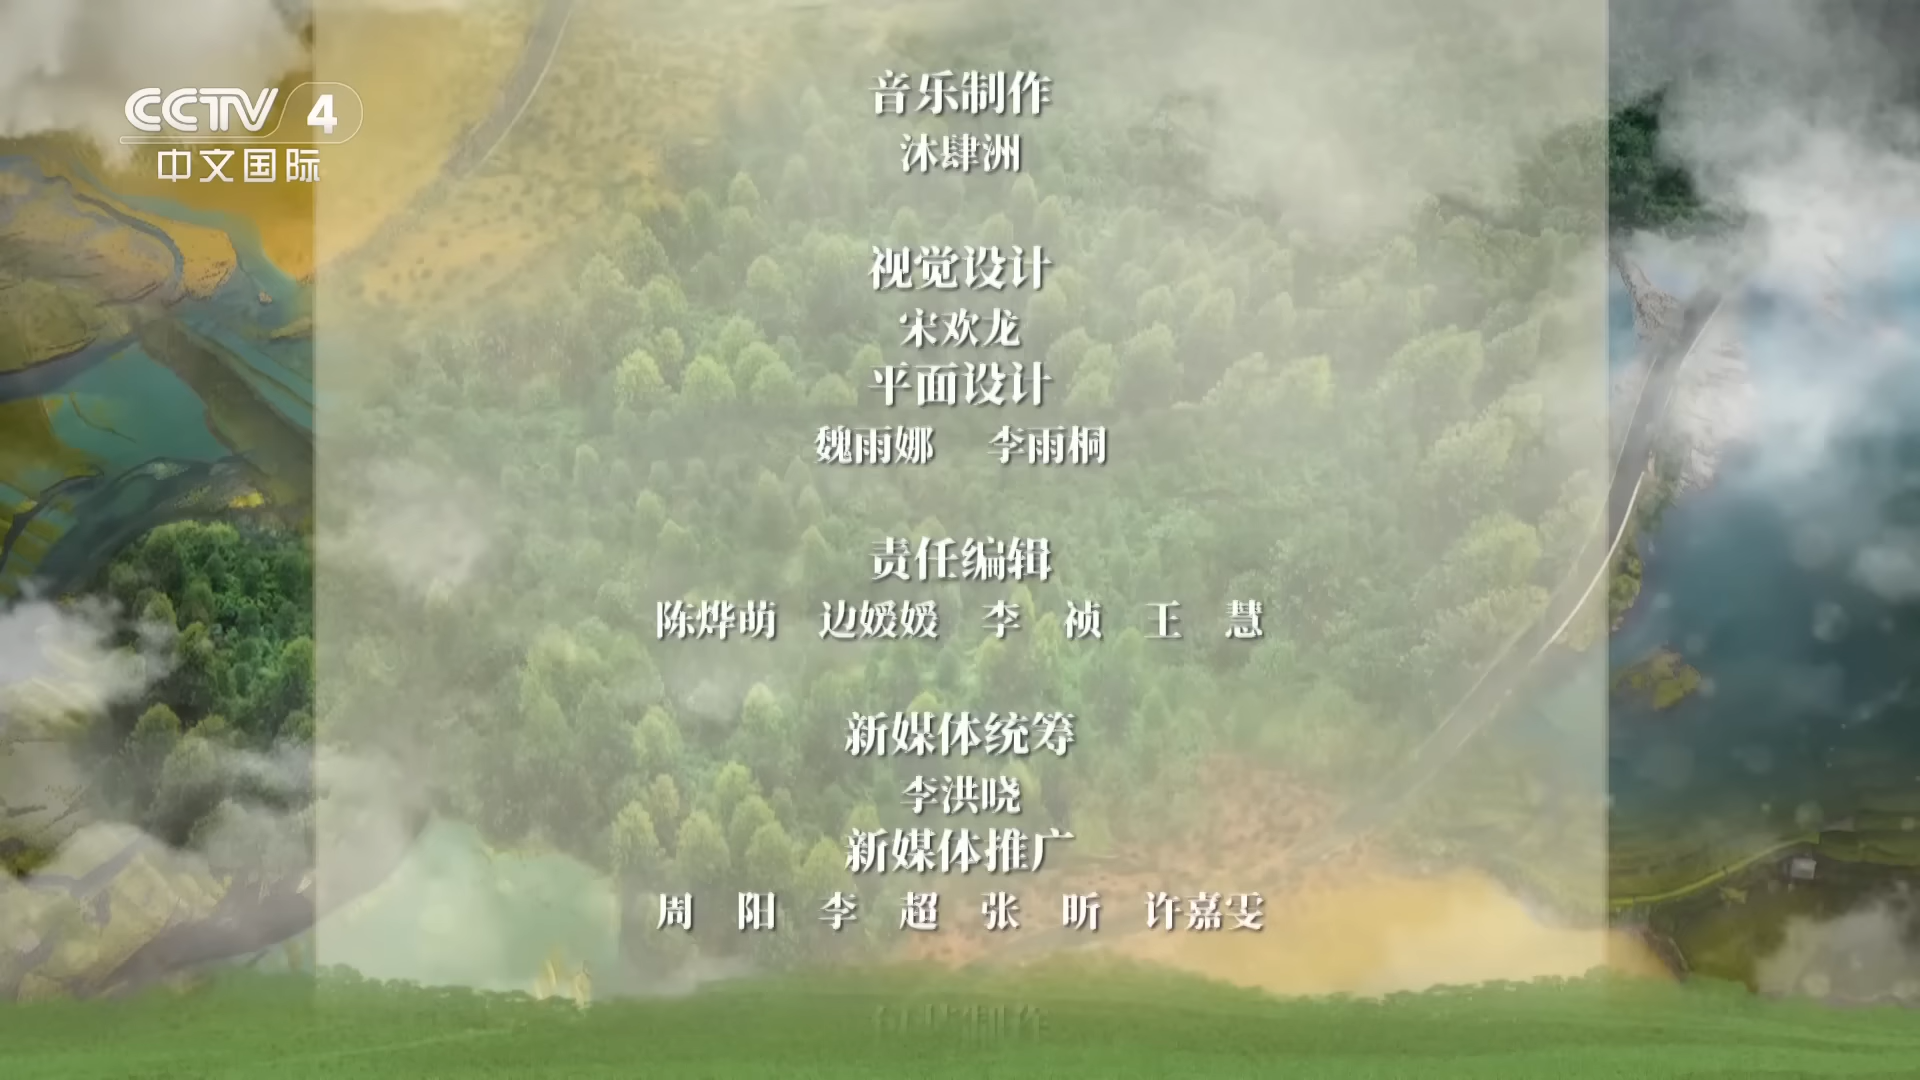 CCTV 4
中文国际
音乐制作
沐肆洲
视觉设计
宋欢龙
平面设计
魏雨娜 李雨桐
责任编辑
陈烨萌 边媛媛 李 祯 王 慧
新媒体统筹
李洪晓
新媒体推广
周 阳 李 超 张 昕 许嘉雯